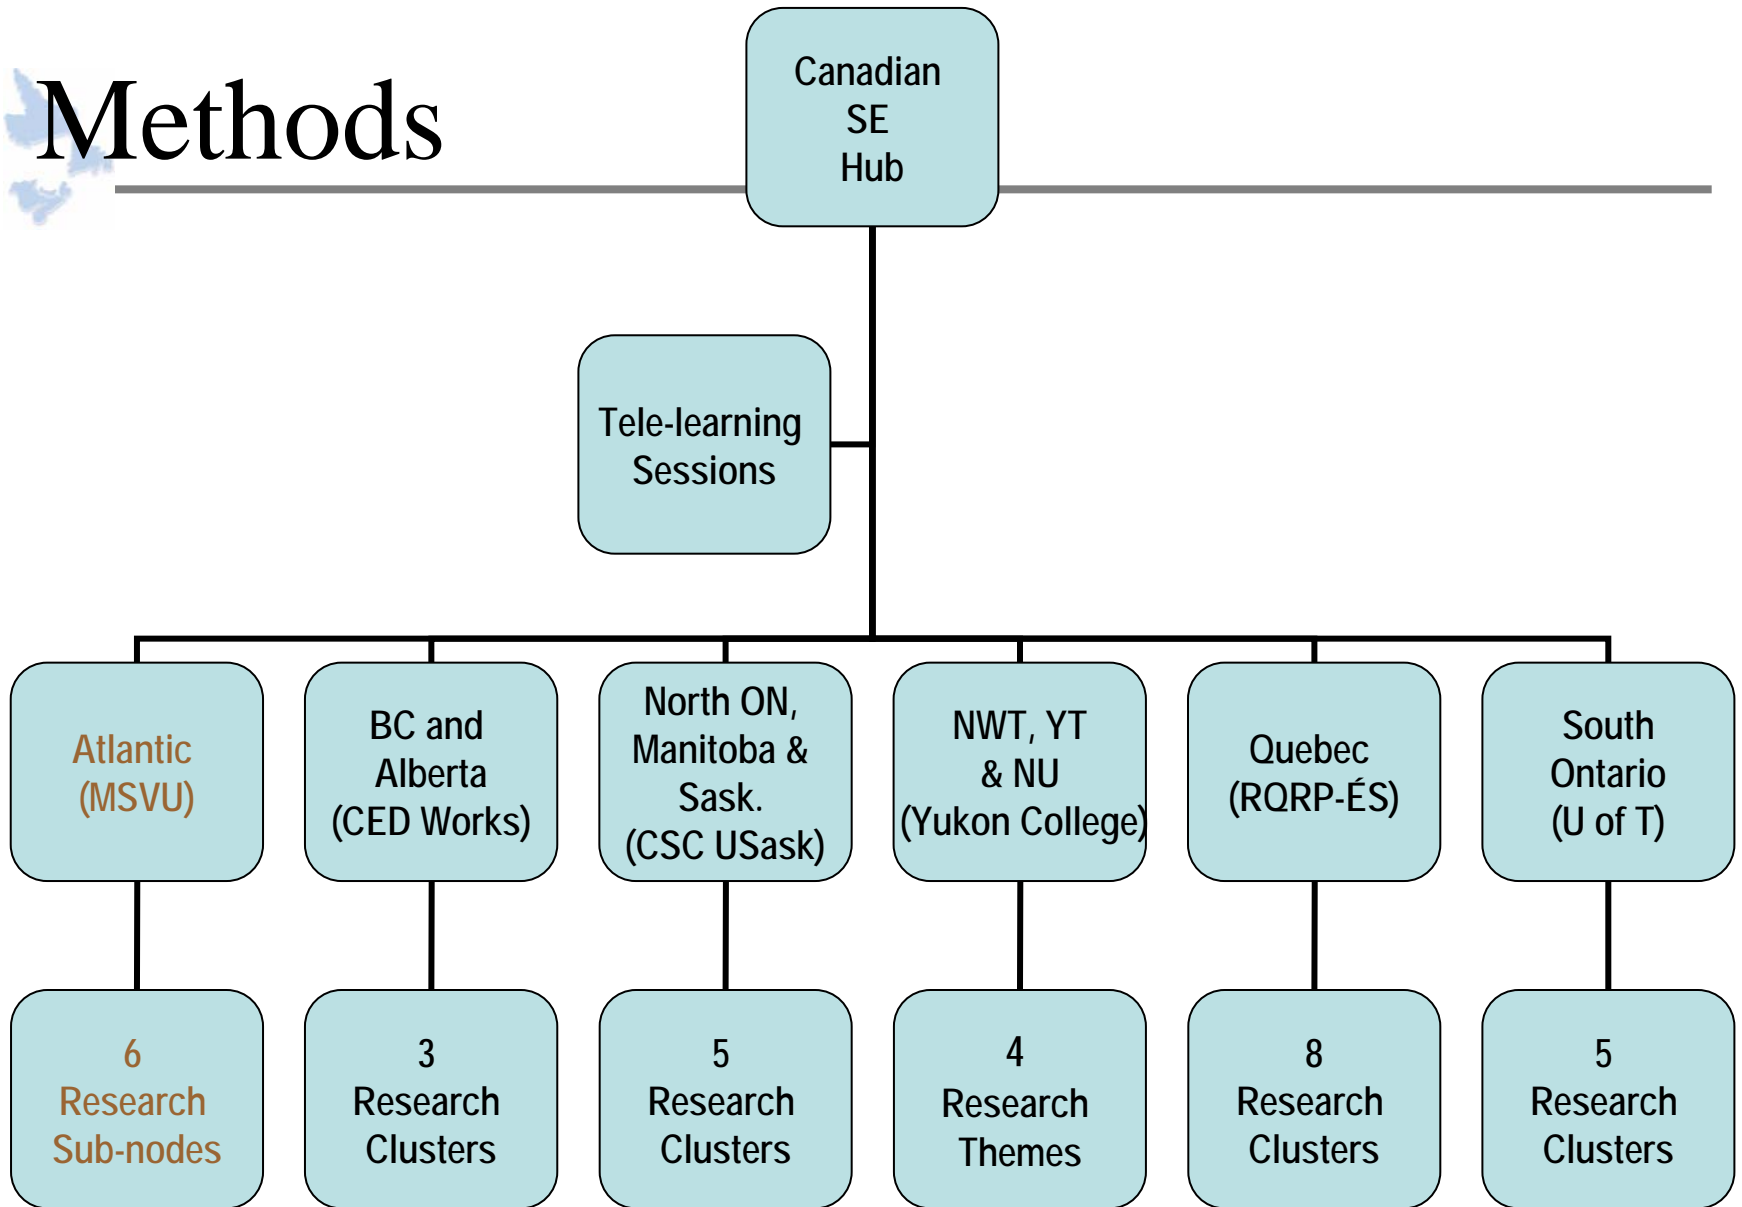 Methods
Canadian
SE
Hub
Tele-learning
Sessions
Atlantic
(MSVU)
BC and
Alberta
(CED Works)
North ON,
Manitoba &
Sask.
(CSC USask)
NWT, YT
& NU
(Yukon College)
Quebec
(RQRP-ÉS)
South
Ontario
(U of T)
6
Research
Sub-nodes
3
Research
Clusters
5
Research
Clusters
4
Research
Themes
8
Research
Clusters
5
Research
Clusters